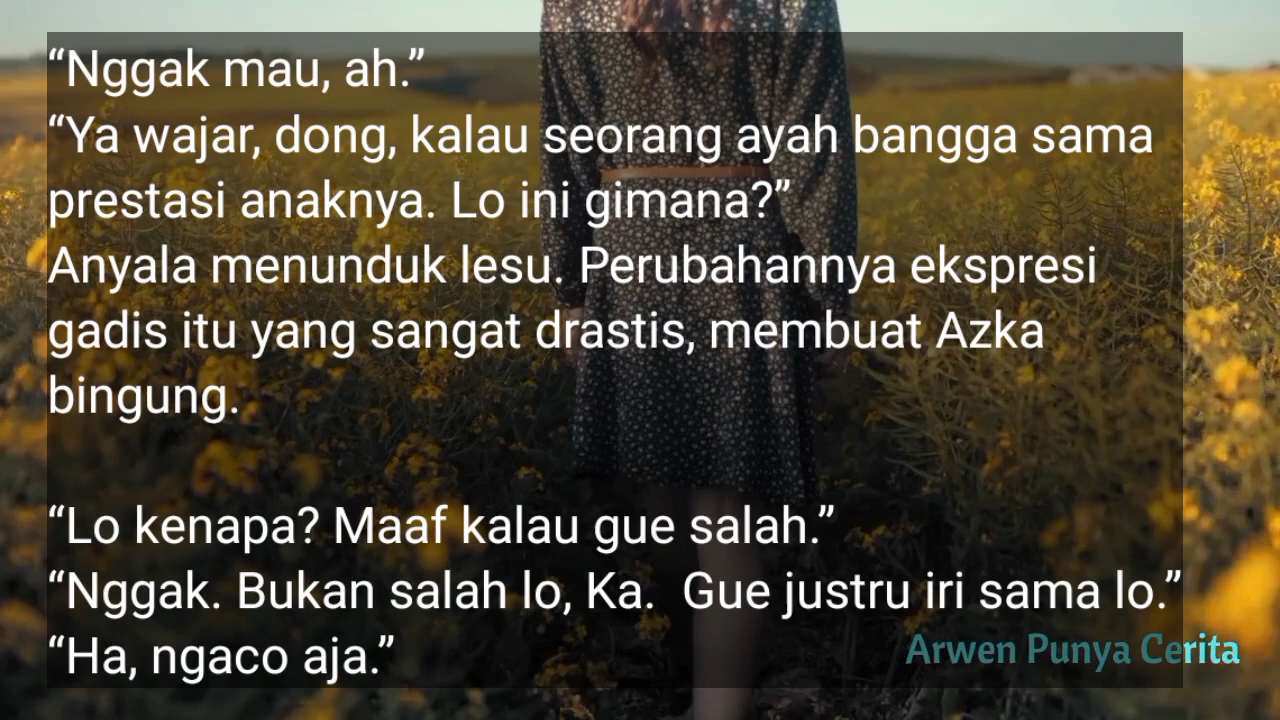 “Nggak mau, ah.”
“Ya wajar, dong, kalau seorang ayah bangga sama
prestasi anaknya. Lo ini gimana?”
Anyala menunduk lesu. Perubahannya ekspresi
gadis itu yang sangat drastis, membuat Azka
bingung.
“Lo kenapa? Maaf kalau gue salah.”
“Nggak. Bukan salah lo, Ka.  Gue justru iri sama lo.”
“Ha, ngaco aja.”
Arwen Punya Cerita